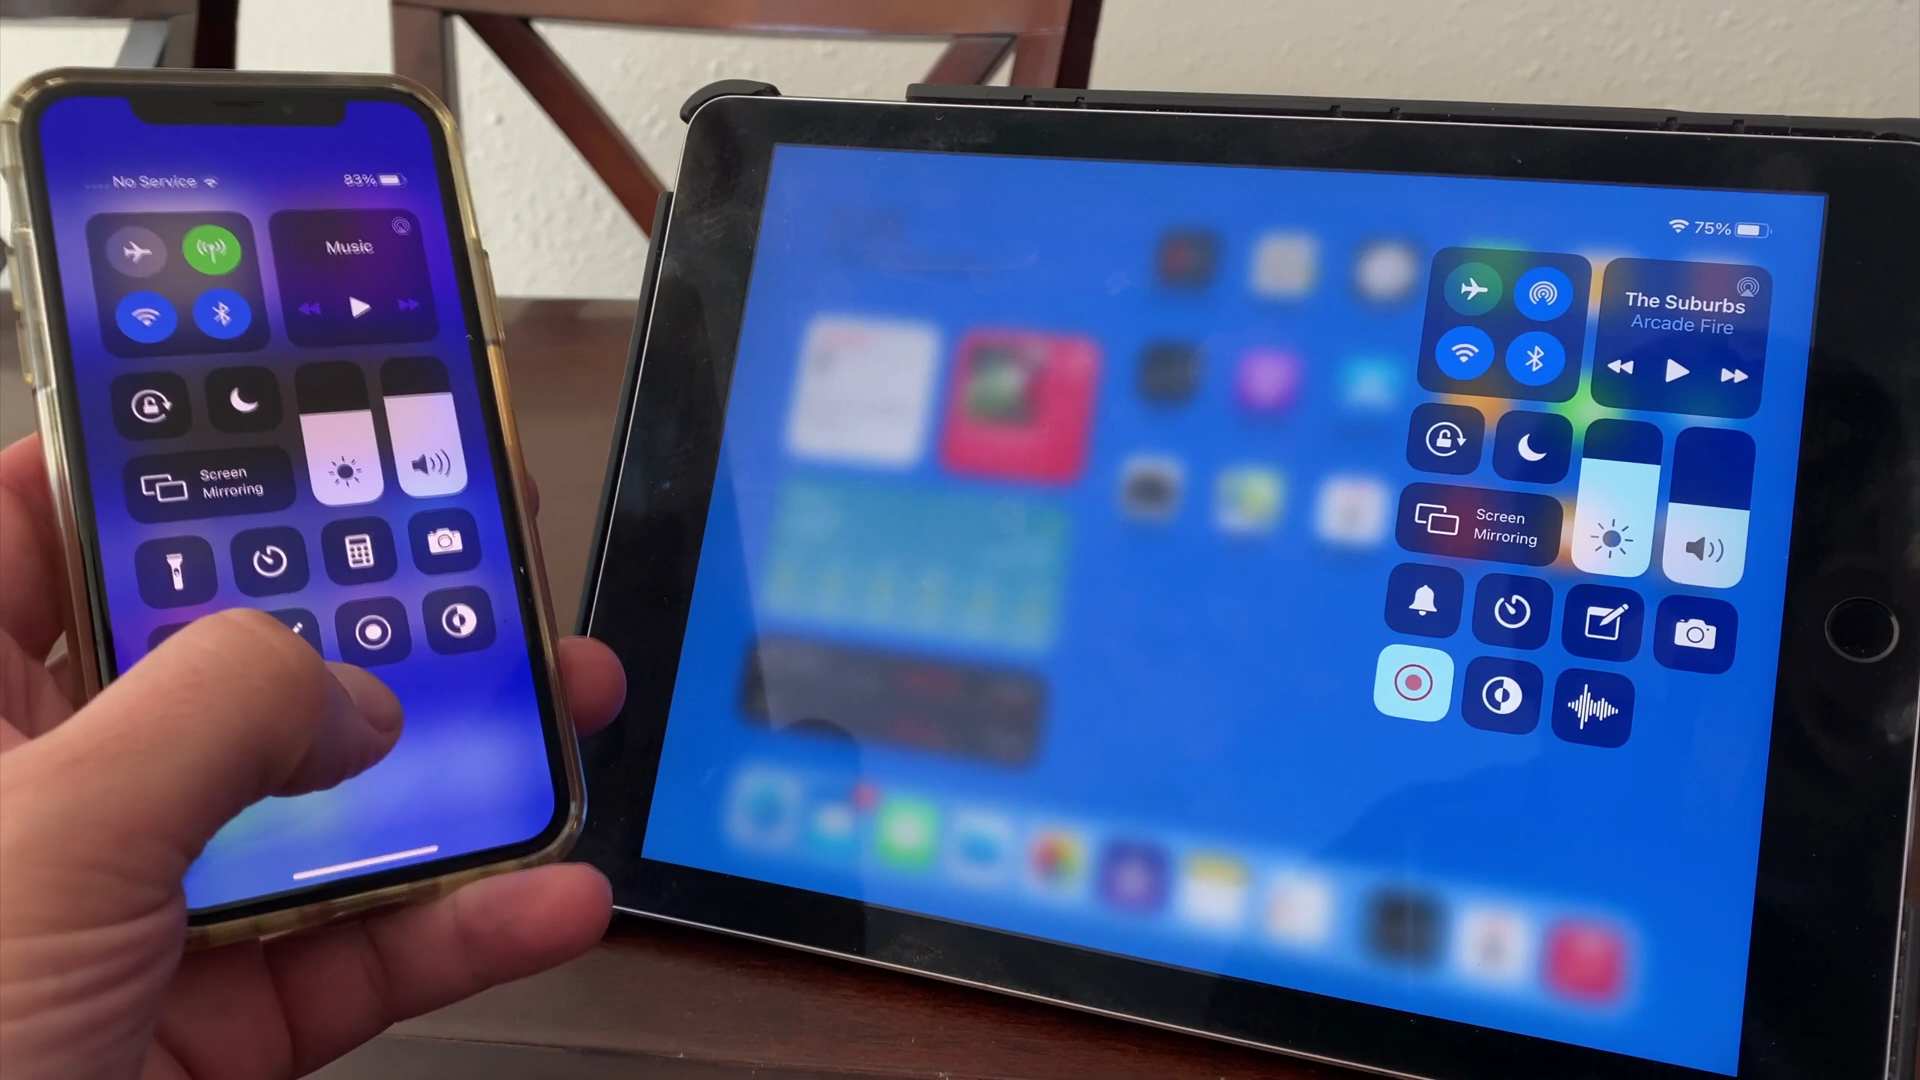 No Service
83%
Music
Screen
Mirroring
75%
The Suburbs
Arcade Fire
Screen
Mirroring